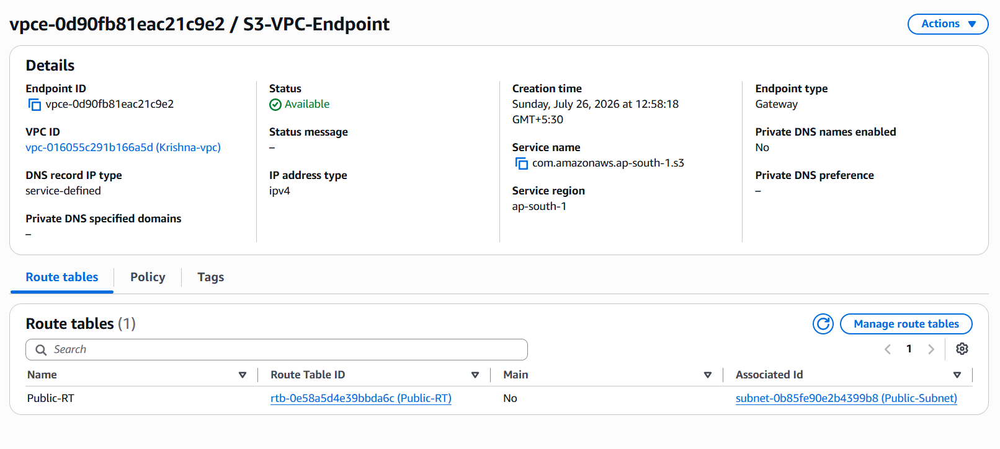 vpce-0d90fb81eac21c9e2 / S3-VPC-Endpoint
Actions
Details
Endpoint ID
vpce-0d90fb81eac21c9e2
VPC ID
vpc-016055c291b166a5d (Krishna-vpc)
DNS record IP type
service-defined
Private DNS specified domains
–
Status
Available
Status message
–
IP address type
ipv4
Creation time
Sunday, July 26, 2026 at 12:58:18
GMT+5:30
Service name
com.amazonaws.ap-south-1.s3
Service region
ap-south-1
Endpoint type
Gateway
Private DNS names enabled
No
Private DNS preference
–
Route tables
Policy
Tags
Route tables (1)
Manage route tables
Search
1
Name Route Table ID Main Associated Id
Public-RT rtb-0e58a5d4e39bbda6c (Public-RT) No subnet-0b85fe90e2b4399b8 (Public-Subnet)